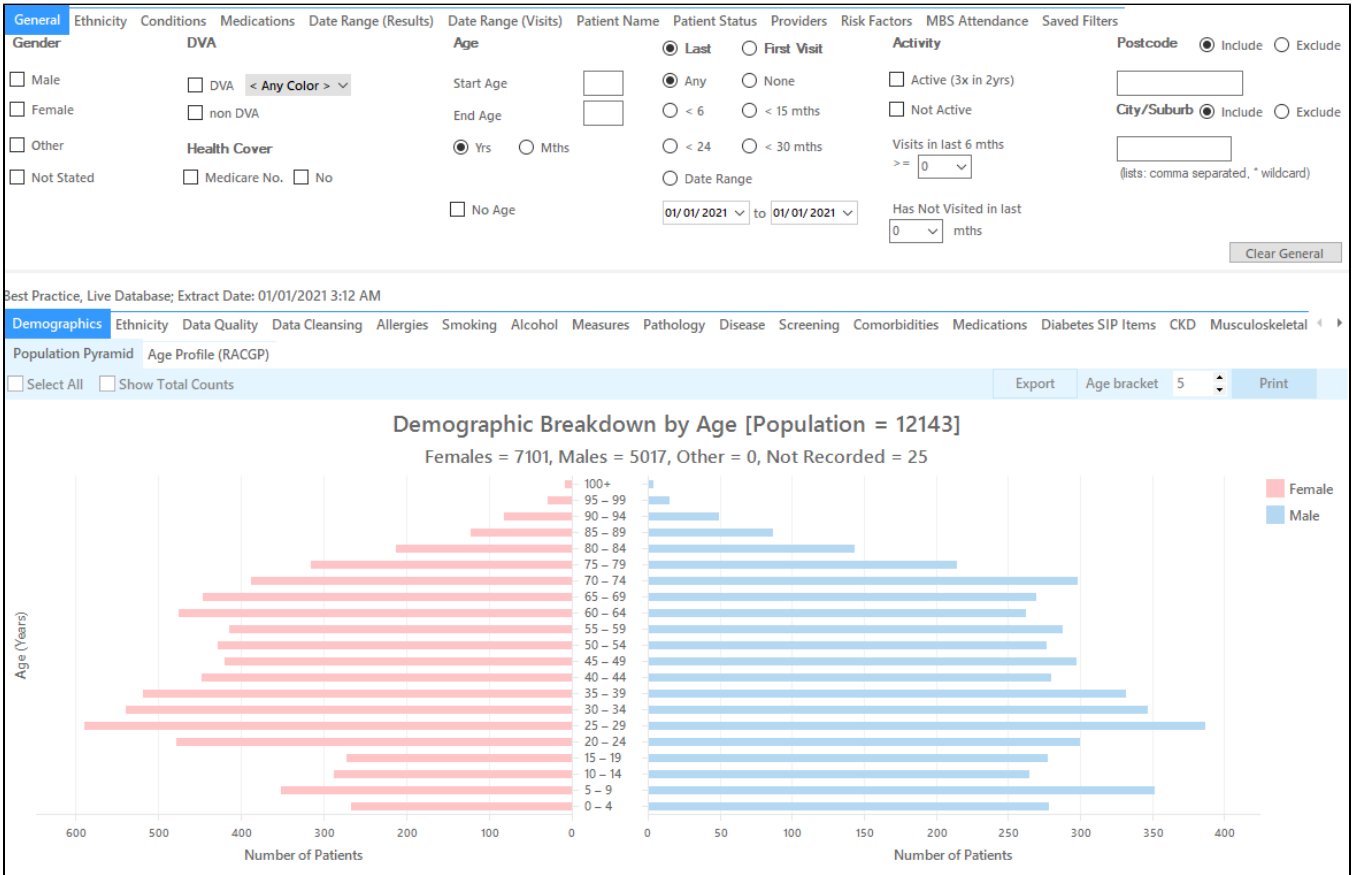 General Ethnicity Conditions Medications Date Range (Results) Date Range (Visits) Patient Name Patient Status Providers Risk Factors MBS Attendance Saved Filters
Gender DVA Age Last First Visit Activity Postcode Include Exclude
Male DVA < Any Color > Start Age Any None Active (3x in 2yrs)
Female non DVA End Age < 6 < 15 mths Not Active City/Suburb Include Exclude
Other Health Cover Yrs Mths < 24 < 30 mths Visits in last 6 mths
>= 0
Not Stated Medicare No. No Date Range (lists: comma separated, * wildcard)
No Age 01/01/2021 to 01/01/2021 Has Not Visited in last
0 mths
Clear General
Best Practice, Live Database; Extract Date: 01/01/2021 3:12 AM
Demographics Ethnicity Data Quality Data Cleansing Allergies Smoking Alcohol Measures Pathology Disease Screening Comorbidities Medications Diabetes SIP Items CKD Musculoskeletal
Population Pyramid Age Profile (RACGP)
Select All Show Total Counts Export Age bracket 5 Print
Demographic Breakdown by Age [Population = 12143]
Females = 7101, Males = 5017, Other = 0, Not Recorded = 25
100+
95 – 99
90 – 94
85 – 89
80 – 84
75 – 79
70 – 74
65 – 69
60 – 64
55 – 59
50 – 54
45 – 49
40 – 44
35 – 39
30 – 34
25 – 29
20 – 24
15 – 19
10 – 14
5 – 9
0 – 4
Female
Male
Age (Years)
600 500 400 300 200 100 0 0 50 100 150 200 250 300 350 400
Number of Patients Number of Patients